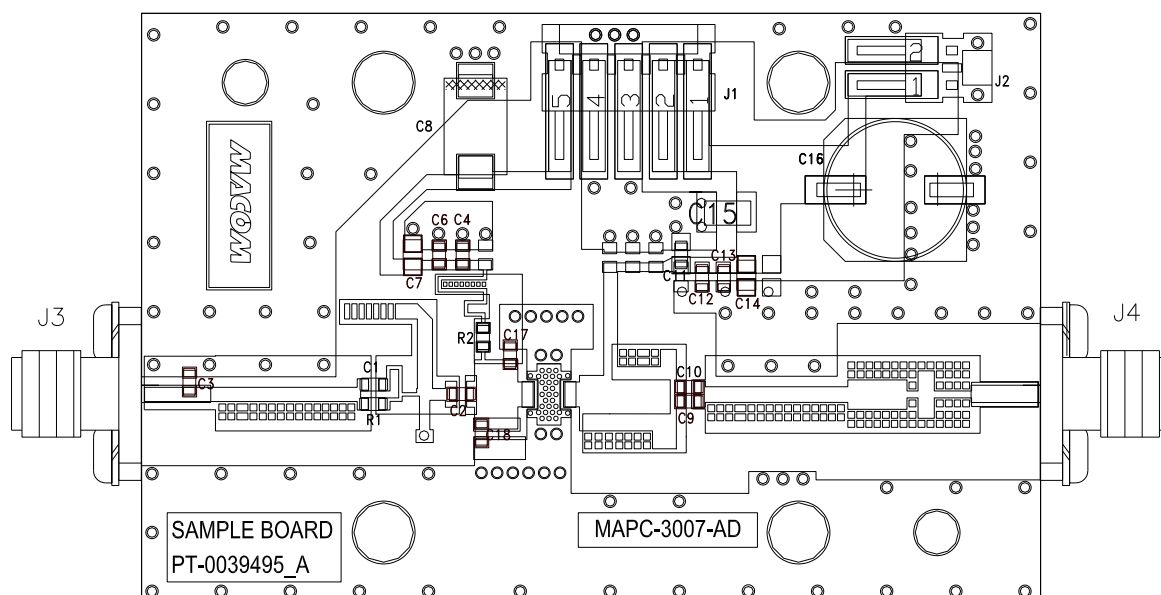 J1
5
4
3
2
1
2
1
J2
C8
MACOM
C16
C15
C6
C4
C7
C13
C11
C12
C14
J3
J4
R2
C17
C1
C3
R1
C2
C10
C9
C18
SAMPLE BOARD
PT-0039495_A
MAPC-3007-AD